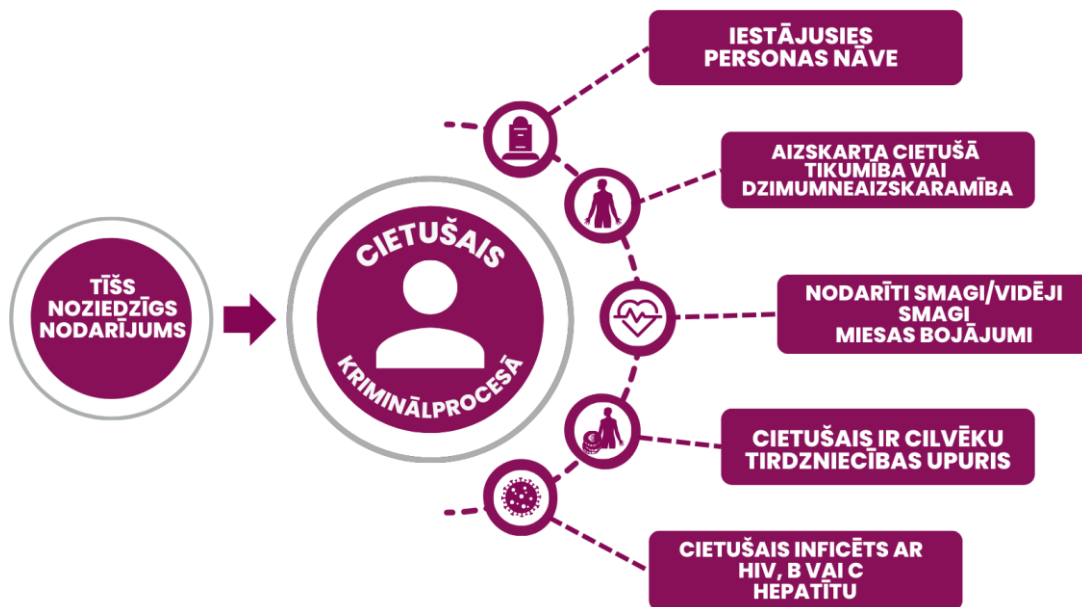 TĪŠS
NOZIEDZĪGS
NODARĪJUMS
CIETUŠAIS
KRIMINĀLPROCESĀ
IESTĀJUSIES
PERSONAS NĀVE
AIZSKARTA CIETUŠĀ
TIKUMĪBA VAI
DZIMUMNEAIZSKARAMĪBA
NODARĪTI SMAGI/VIDĒJI
SMAGI
MIESAS BOJĀJUMI
CIETUŠAIS IR CILVĒKU
TIRDZNIECĪBAS UPURIS
CIETUŠAIS INFICĒTS AR
HIV, B VAI C
HEPATĪTU